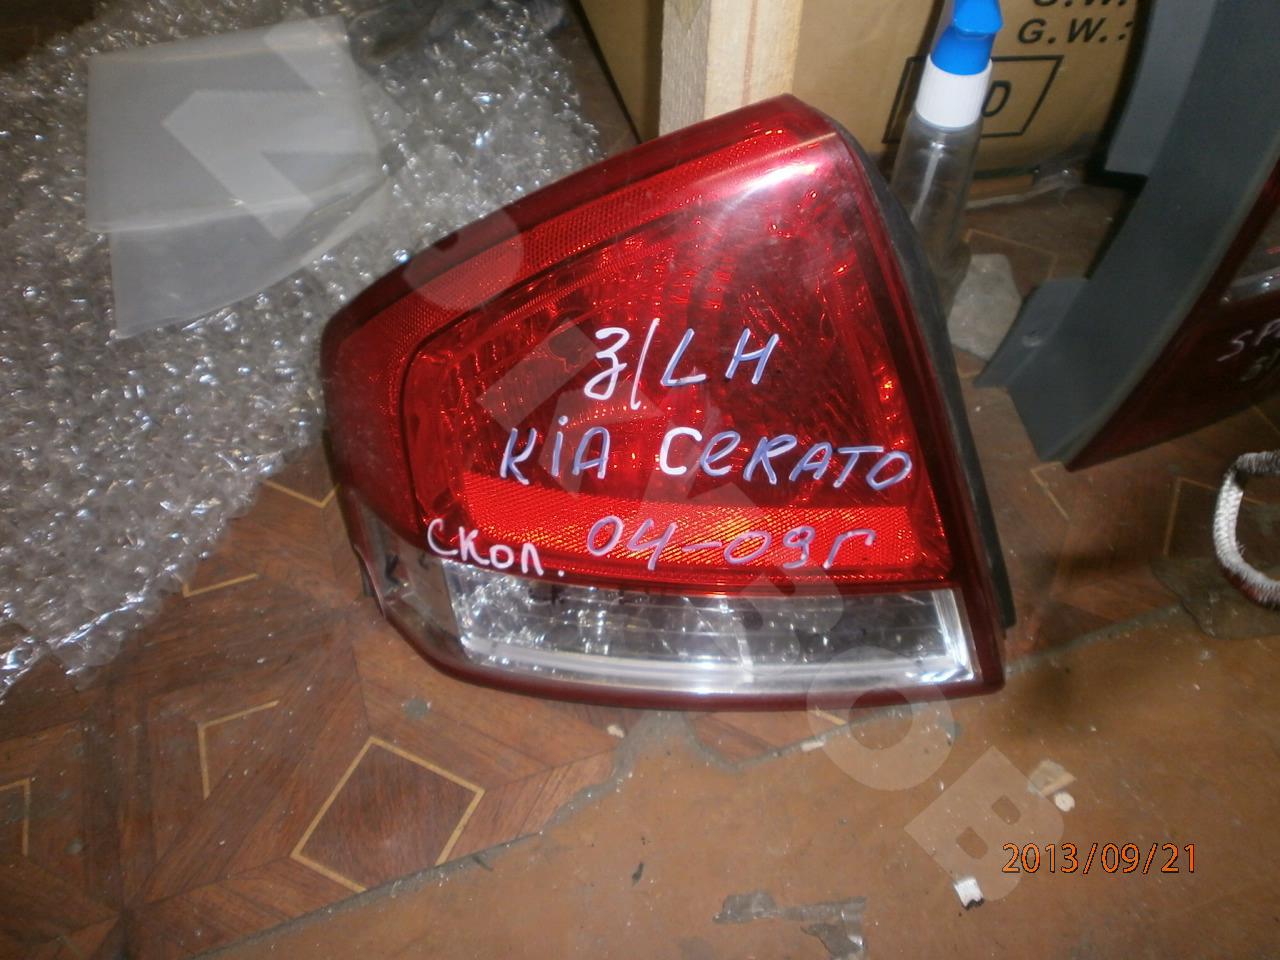 G.W.:
З/LH
KIA CERATO
скол. 04-09г
2013/09/21